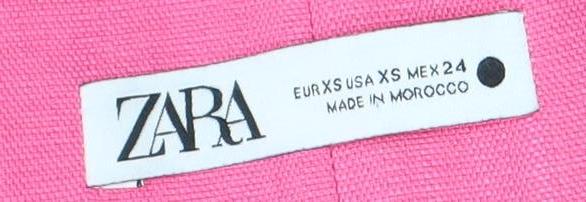 ZARA
EUR XS USA XS MEX 24
MADE IN MOROCCO